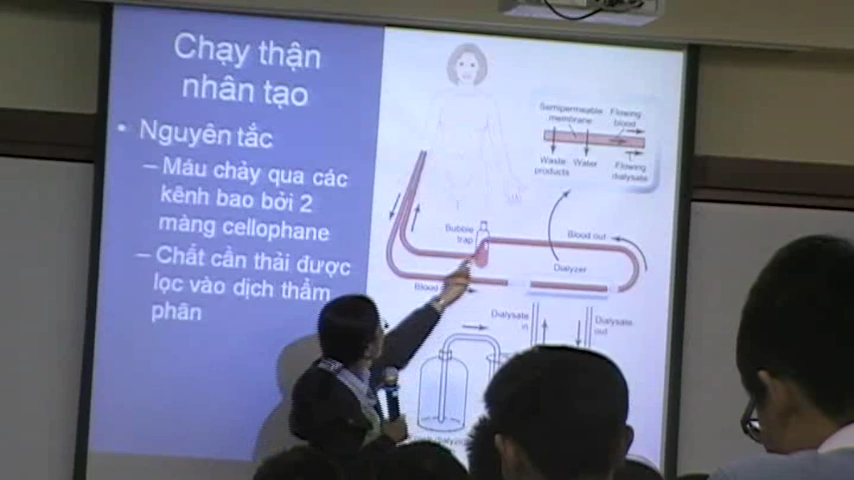 Chạy thận
nhân tạo
• Nguyên tắc
– Máu chảy qua các
kênh bao bởi 2
màng cellophane
– Chất cần thải được
lọc vào dịch thẩm
phân
Semipermeable
membrane
Flowing
blood
Waste
products
Water
Flowing
dialysate
Bubble
trap
Blood out
Dialyzer
Blood
Dialysate
in
Dialysate
out